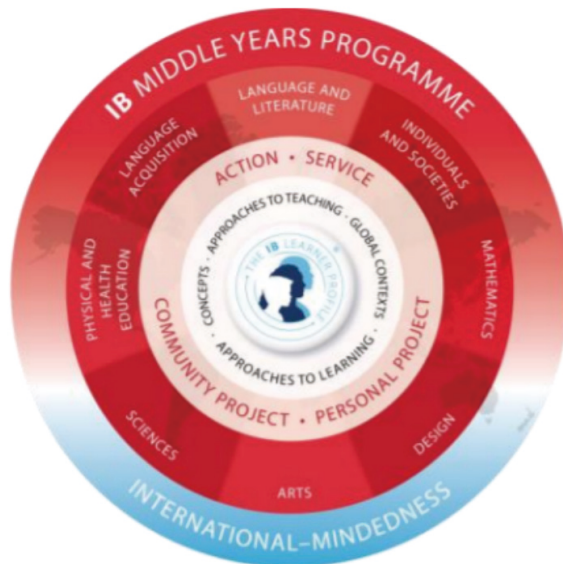 IB MIDDLE YEARS PROGRAMME
LANGUAGE AND
LITERATURE
INDIVIDUALS
AND SOCIETIES
MATHEMATICS
DESIGN
ARTS
SCIENCES
PHYSICAL AND
HEALTH
EDUCATION
LANGUAGE
ACQUISITION
ACTION • SERVICE
COMMUNITY PROJECT • PERSONAL PROJECT
APPROACHES TO TEACHING · GLOBAL CONTEXTS ·
APPROACHES TO LEARNING ·
CONCEPTS ·
THE IB LEARNER PROFILE
INTERNATIONAL–MINDEDNESS